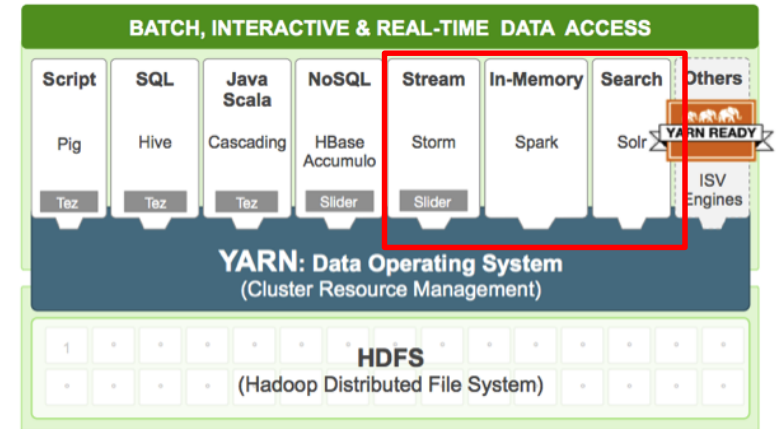 BATCH, INTERACTIVE & REAL-TIME DATA ACCESS
Script
Pig
Tez
SQL
Hive
Tez
Java
Scala
Cascading
Tez
NoSQL
HBase
Accumulo
Slider
Stream
Storm
Slider
In-Memory
Spark
Search
Solr
Others
YARN READY
ISV
Engines
YARN: Data Operating System
(Cluster Resource Management)
1
HDFS
(Hadoop Distributed File System)